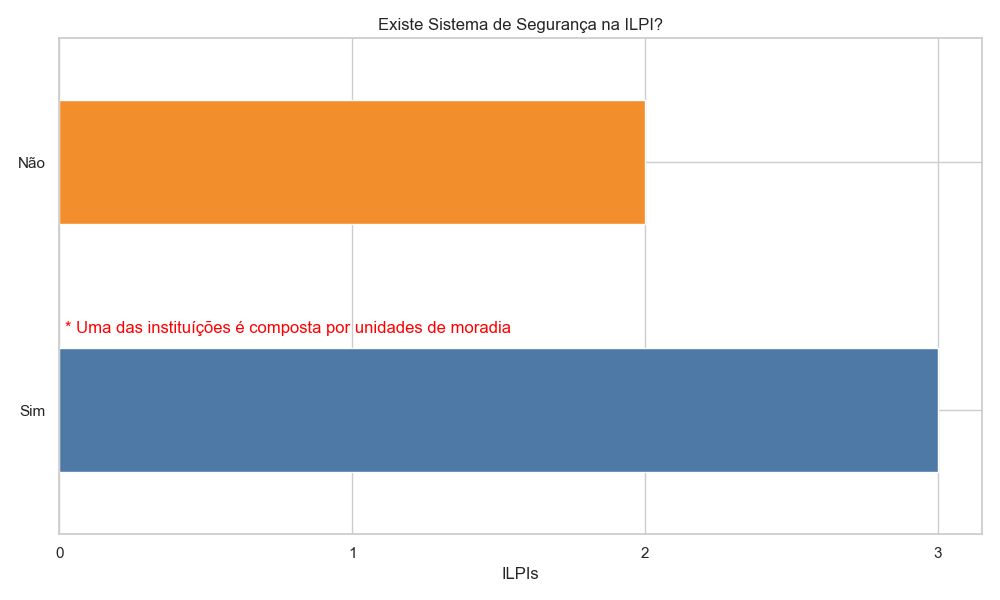 Existe Sistema de Segurança na ILPI?
Não
* Uma das instituíções é composta por unidades de moradia
Sim
0 1 2 3
ILPIs